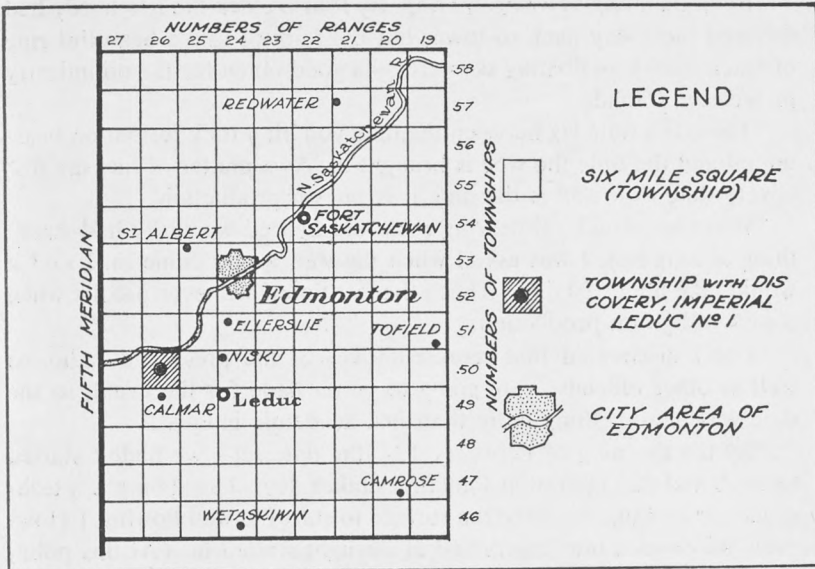 NUMBERS OF RANGES
27 26 25 24 23 22 21 20 19
58
REDWATER
57
N. Saskatchewan R.
56
55
FORT
SASKATCHEWAN
54
ST ALBERT
53
Edmonton
52
ELLERSLIE
TOFIELD
51
NISKU
50
CALMAR
Leduc
49
48
CAMROSE
47
WETASKIWIN
46
FIFTH MERIDIAN
NUMBERS OF TOWNSHIPS
LEGEND
SIX MILE SQUARE
(TOWNSHIP)
TOWNSHIP WITH DIS
COVERY, IMPERIAL
LEDUC Nº 1.
CITY AREA OF
EDMONTON